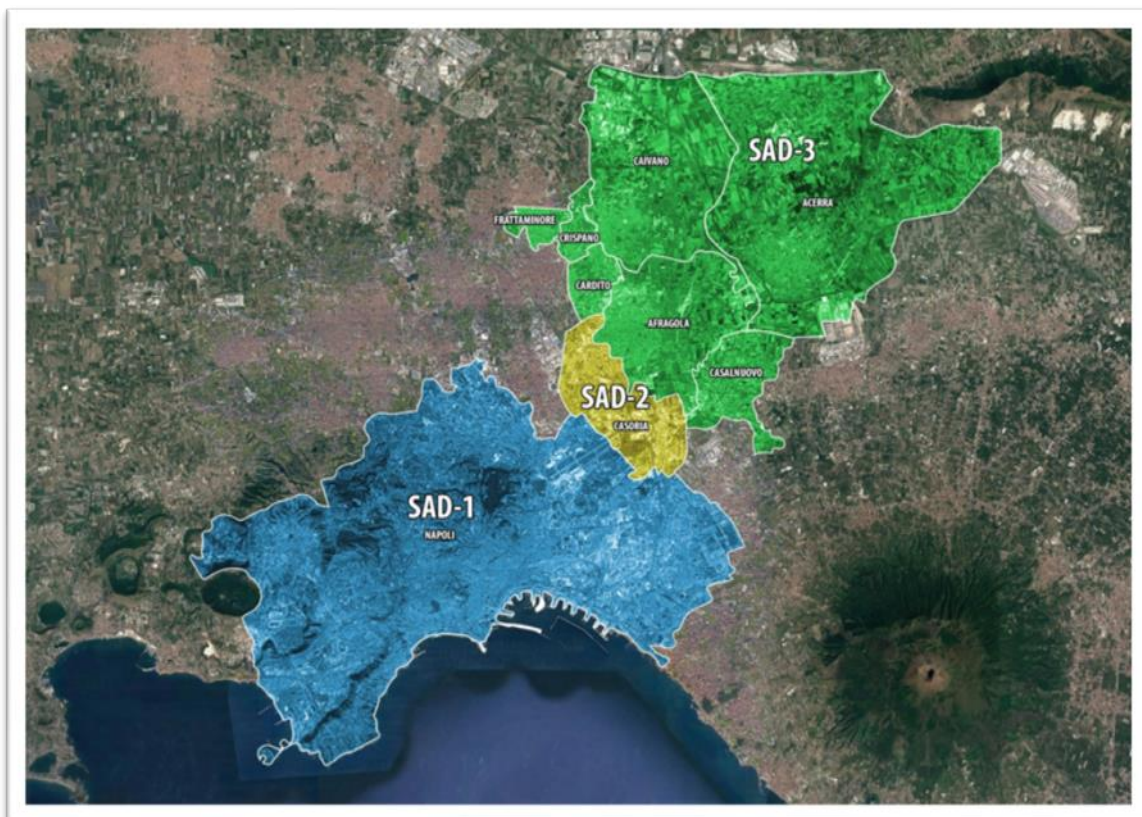 SAD-3
CAIVANO
ACERRA
FRATTAMINORE
CRISPANO
CARDITO
AFRAGOLA
CASALNUOVO
SAD-2
CASORIA
SAD-1
NAPOLI